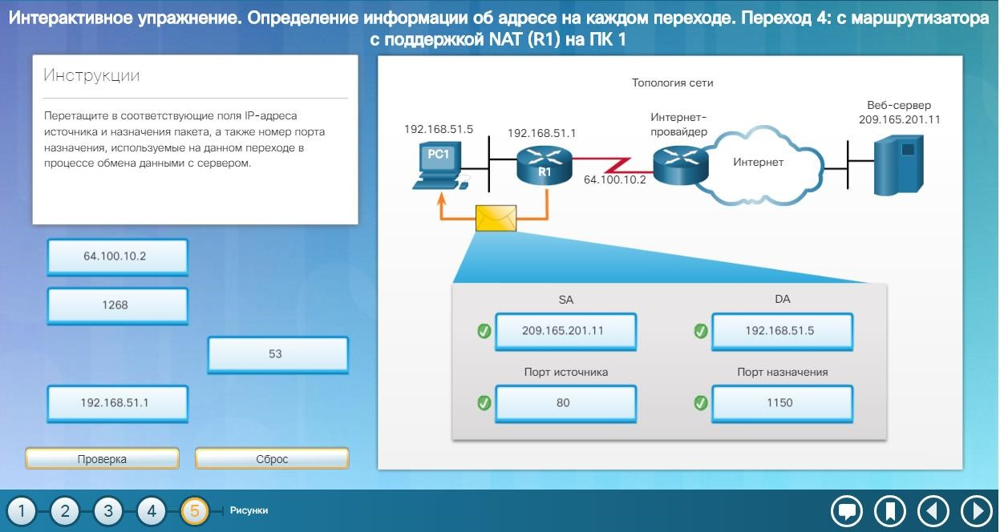 Интерактивное упражнение. Определение информации об адресе на каждом переходе. Переход 4: с маршрутизатора
с поддержкой NAT (R1) на ПК 1
Инструкции
Перетащите в соответствующие поля IP-адреса
источника и назначения пакета, а также номер порта
назначения, используемые на данном переходе в
процессе обмена данными с сервером.
64.100.10.2
1268
53
192.168.51.1
Проверка
Сброс
Топология сети
192.168.51.5
PC1
192.168.51.1
R1
64.100.10.2
Интернет-
провайдер
Интернет
Веб-сервер
209.165.201.11
SA
DA
209.165.201.11
192.168.51.5
Порт источника
Порт назначения
80
1150
1
2
3
4
5
Рисунки